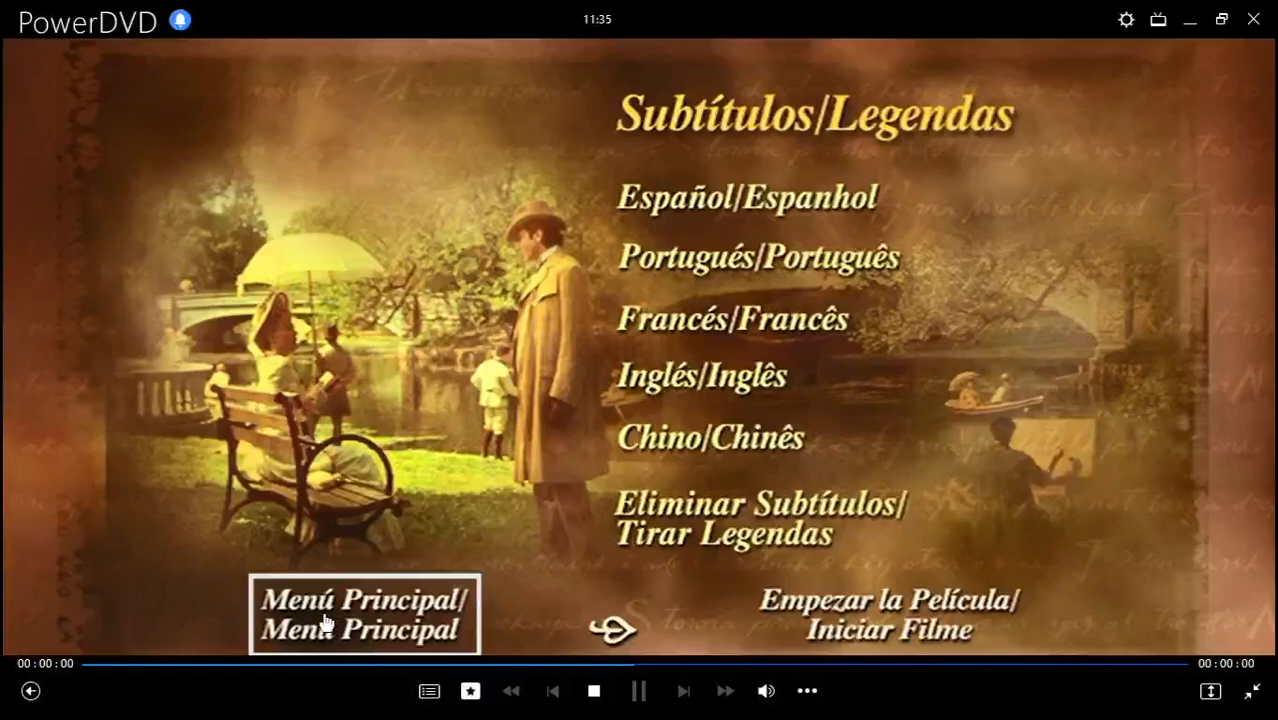 PowerDVD
11:35
Subtítulos/Legendas
Español/Espanhol
Portugués/Português
Francés/Francês
Inglés/Inglês
Chino/Chinês
Eliminar Subtítulos/
Tirar Legendas
Menú Principal/
Menu Principal
Empezar la Película/
Iniciar Filme
00:00:00
00:00:00